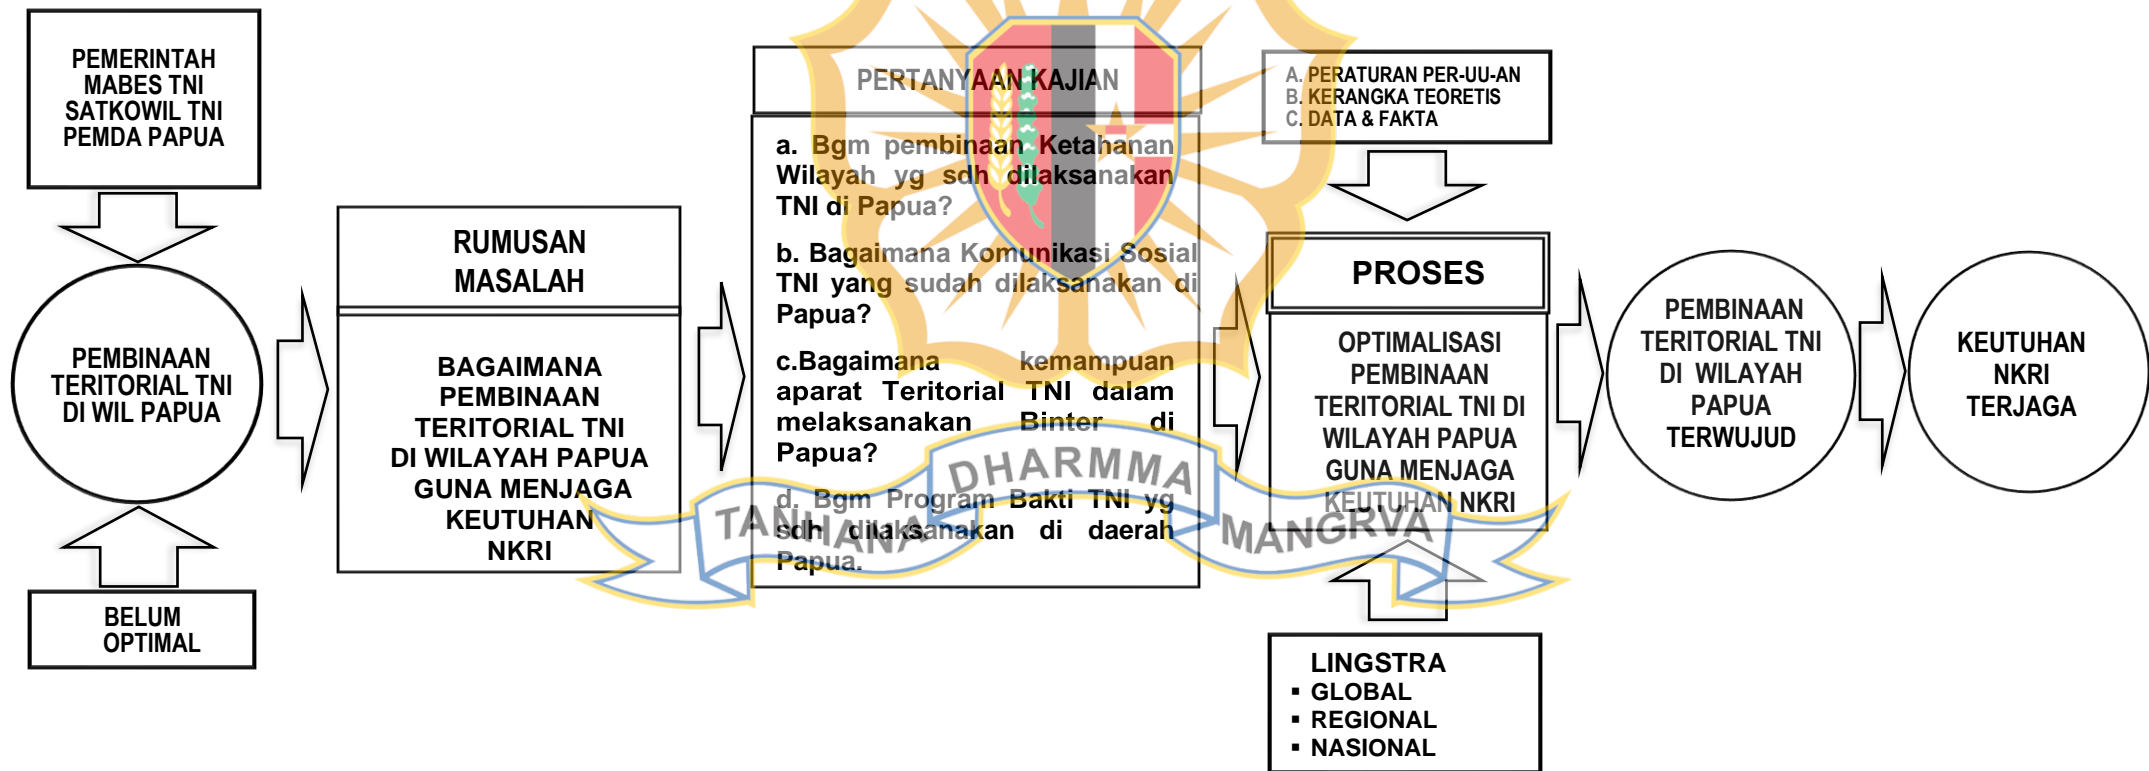 PEMERINTAH
MABES TNI
SATKOWIL TNI
PEMDA PAPUA
PEMBINAAN
TERITORIAL TNI
DI WIL PAPUA
BELUM
OPTIMAL
RUMUSAN
MASALAH
BAGAIMANA
PEMBINAAN
TERITORIAL TNI
DI WILAYAH PAPUA
GUNA MENJAGA
KEUTUHAN
NKRI
PERTANYAAN KAJIAN
a. Bgm pembinaan Ketahanan
Wilayah yg sdh dilaksanakan
TNI di Papua?
b. Bagaimana Komunikasi Sosial
TNI yang sudah dilaksanakan di
Papua?
c.Bagaimana kemampuan
aparat Teritorial TNI dalam
melaksanakan Binter di
Papua?
d. Bgm Program Bakti TNI yg
sdh dilaksanakan di daerah
Papua.
TANHANA DHARMMA MANGRVA
A. PERATURAN PER-UU-AN
B. KERANGKA TEORETIS
C. DATA & FAKTA
PROSES
OPTIMALISASI
PEMBINAAN
TERITORIAL TNI DI
WILAYAH PAPUA
GUNA MENJAGA
KEUTUHAN NKRI
LINGSTRA
▪ GLOBAL
▪ REGIONAL
▪ NASIONAL
PEMBINAAN
TERITORIAL TNI
DI WILAYAH
PAPUA
TERWUJUD
KEUTUHAN
NKRI
TERJAGA